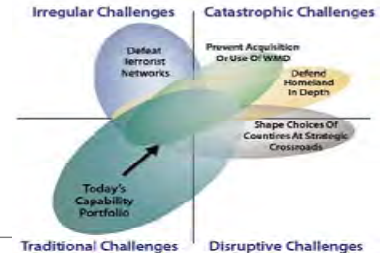 Irregular Challenges
Catastrophic Challenges
Defeat
Terrorist
Networks
Prevent Acquisition
Or Use Of WMD
Defend
Homeland
In Depth
Shape Choices Of
Countires At Strategic
Crossroads
Today's
Capability
Portfolio
Traditional Challenges
Disruptive Challenges